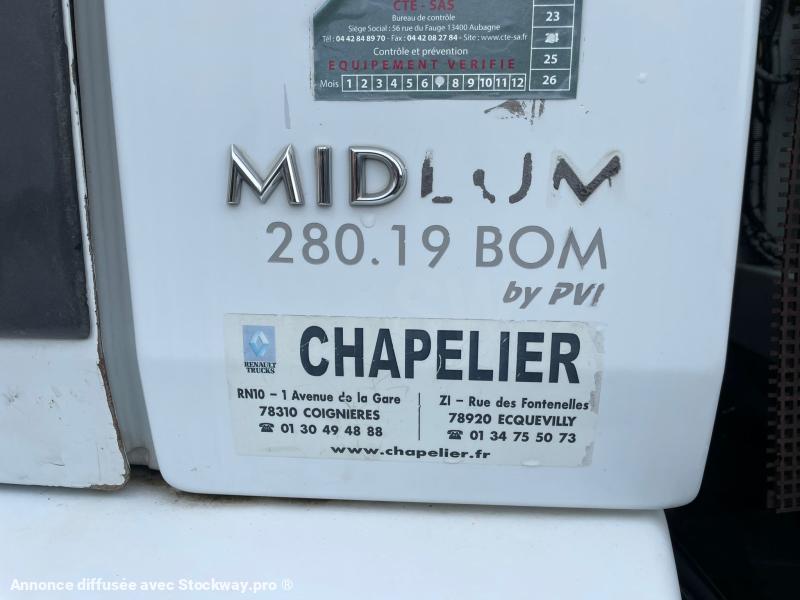 CTE - SAS
Bureau de contrôle
Siège Social : 56 rue du Fauge 13400 Aubagne
Tél : 04 42 84 89 70 - Fax : 04 42 08 27 84 - Site : www.cte-sa.fr
Contrôle et prévention
EQUIPEMENT VERIFIE
Mois 1 2 3 4 5 6 8 9 10 11 12
23
24
25
26
MIDLUM
280.19 BOM
by PVI
RENAULT
TRUCKS
CHAPELIER
RN10 - 1 Avenue de la Gare
78310 COIGNIERES
☎ 01 30 49 48 88
ZI - Rue des Fontenelles
78920 ECQUEVILLY
☎ 01 34 75 50 73
www.chapelier.fr
Annonce diffusée avec Stockway.pro ®